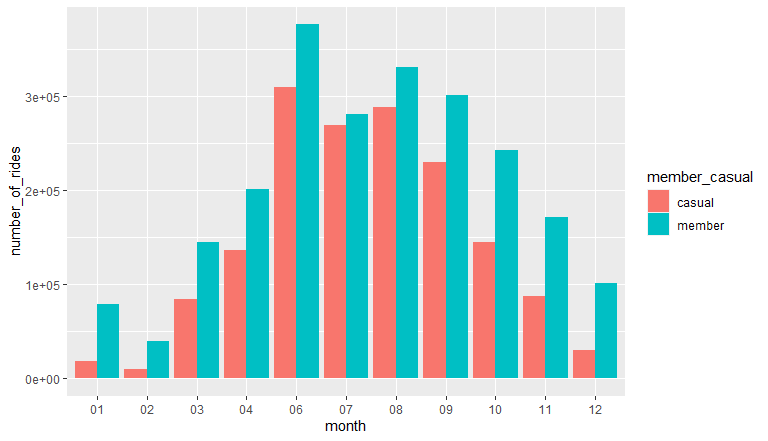 number_of_rides
3e+05
2e+05
1e+05
0e+00
01 02 03 04 06 07 08 09 10 11 12
month
member_casual
casual
member